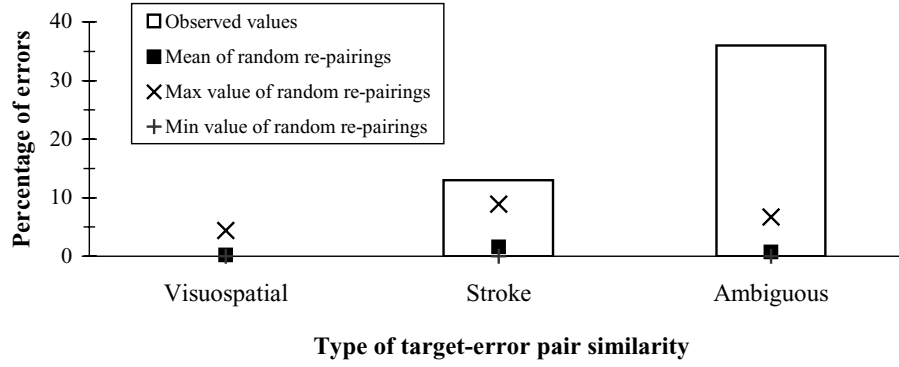 Percentage of errors
40
30
20
10
0
Observed values
Mean of random re-pairings
Max value of random re-pairings
Min value of random re-pairings
Visuospatial
Stroke
Ambiguous
Type of target-error pair similarity